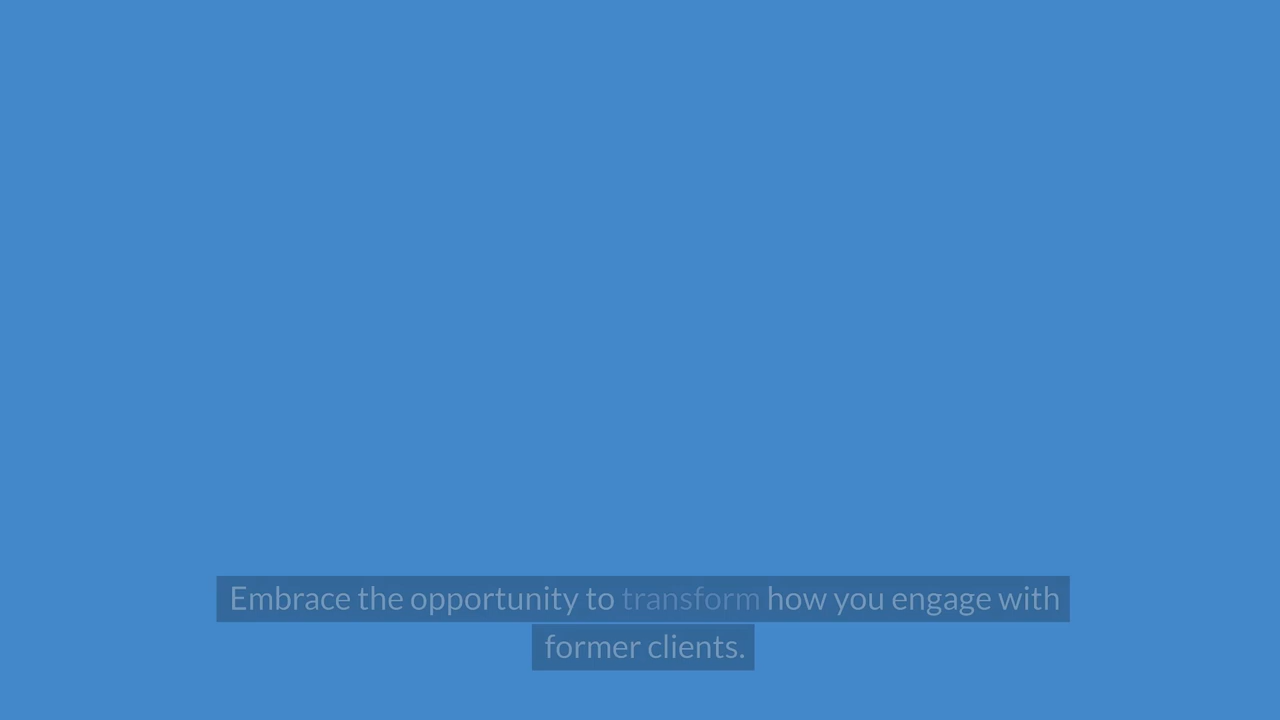 Embrace the opportunity to transform how you engage with
former clients.